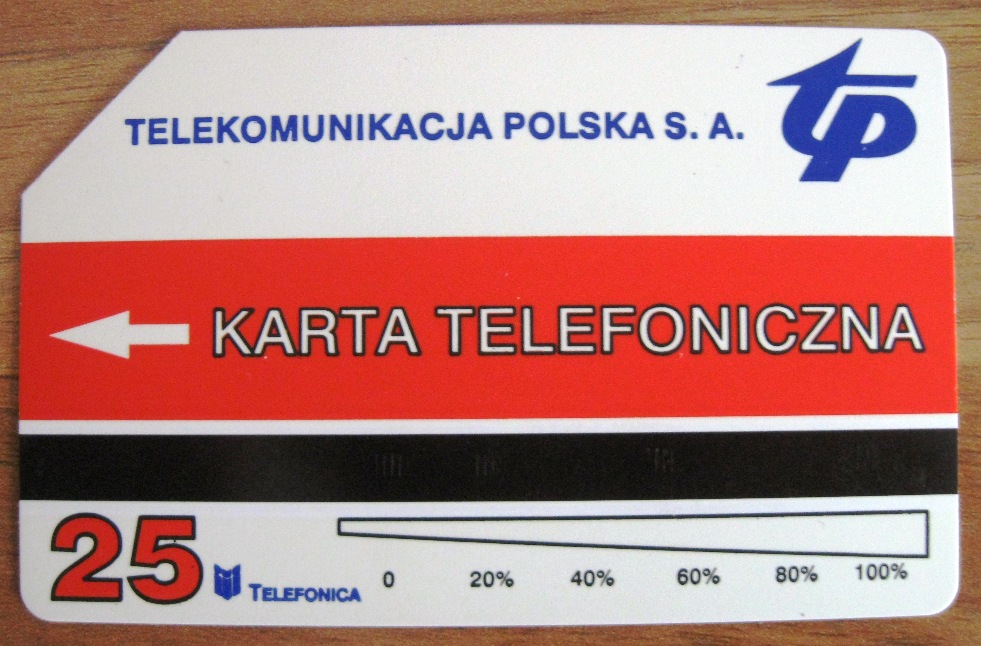 TELEKOMUNIKACJA POLSKA S. A.
tp
KARTA TELEFONICZNA
25
TELEFONICA
0 20% 40% 60% 80% 100%